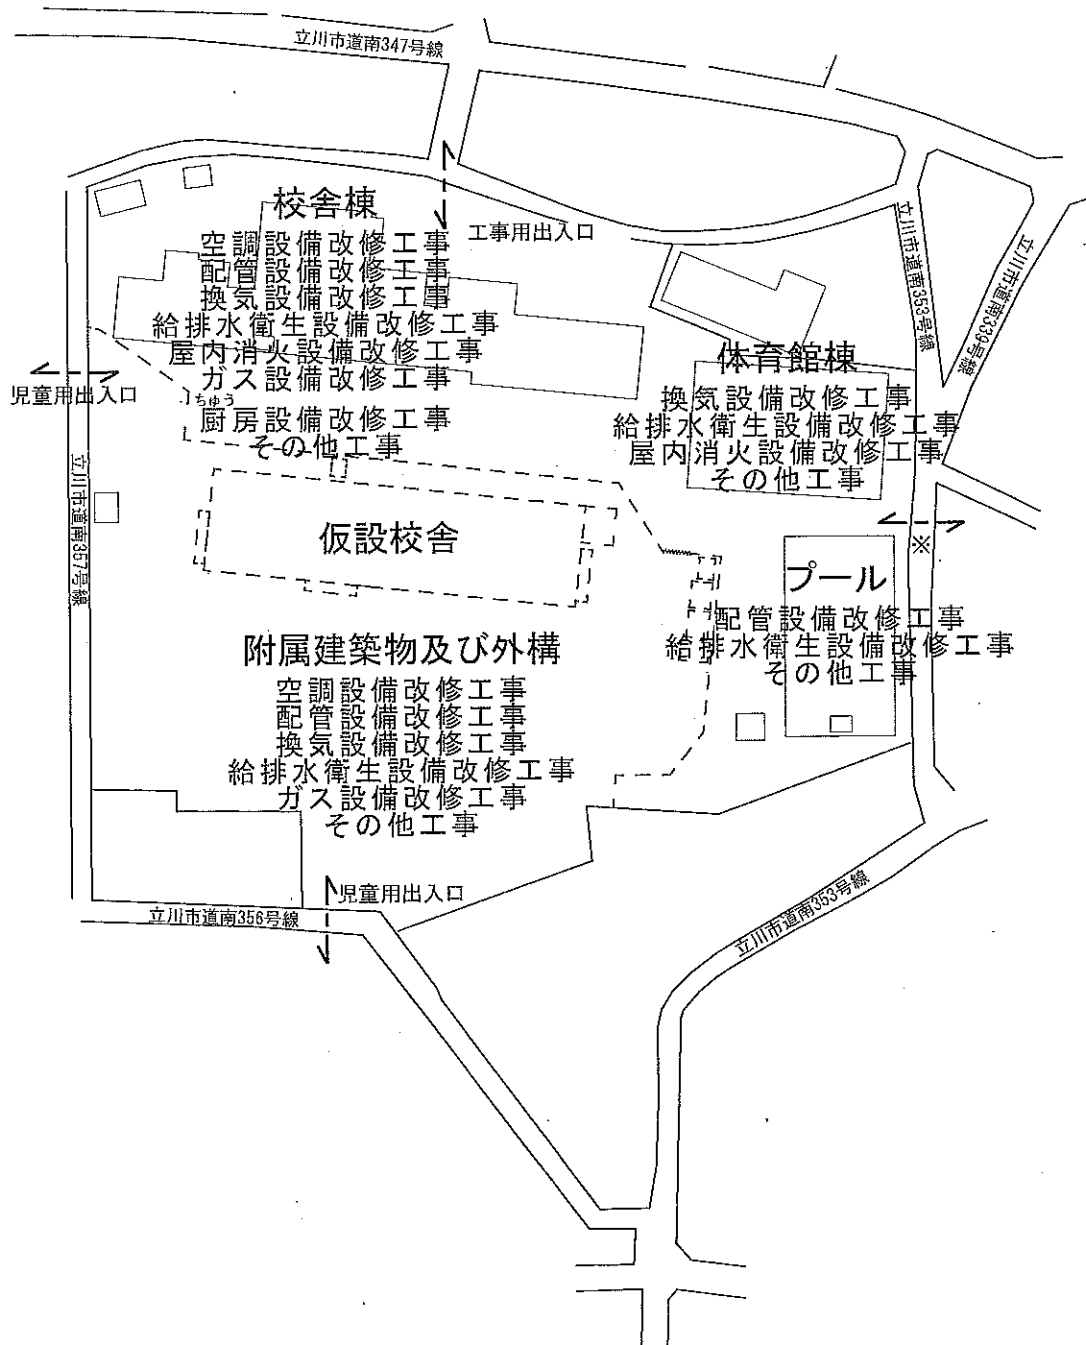 立川市道南347号線
校舎棟
空調設備改修工事
配管設備改修工事
換気設備改修工事
給排水衛生設備改修工事
屋内消火設備改修工事
ガス設備改修工事
ちゅう
厨房設備改修工事
その他工事
工事用出入口
立川市道南353号線
立川市道南339号線
児童用出入口
体育館棟
換気設備改修工事
給排水衛生設備改修工事
屋内消火設備改修工事
その他工事
立川市道南357号線
仮設校舎
※
プール
配管設備改修工事
給排水衛生設備改修工事
その他工事
附属建築物及び外構
空調設備改修工事
配管設備改修工事
換気設備改修工事
給排水衛生設備改修工事
ガス設備改修工事
その他工事
児童用出入口
立川市道南356号線
立川市道南353号線